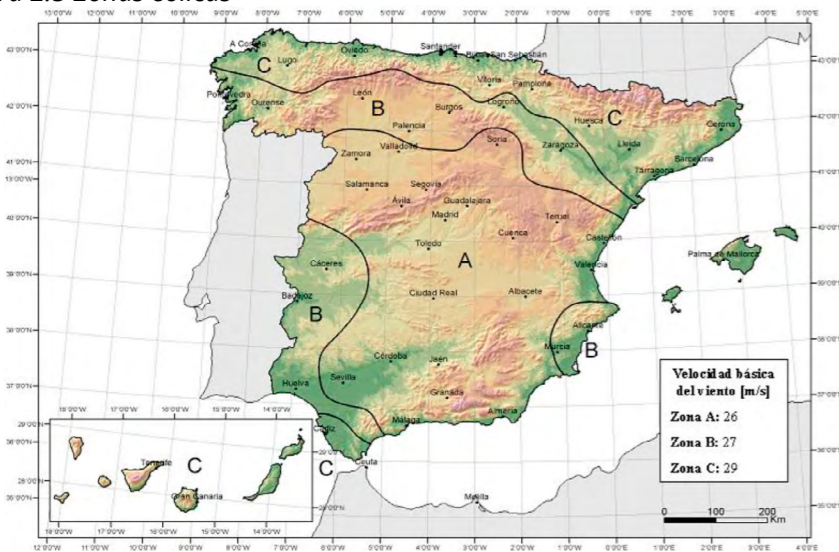 A Coruña
Lugo
Oviedo
Santander
Bilbao
San Sebastián
Vitoria
Pamplona
C
Pontevedra
Ourense
León
B
Burgos
Logroño
Palencia
Huesca
C
Gerona
Lleida
Zaragoza
Barcelona
Tarragona
Zamora
Valladolid
Soria
Salamanca
Segovia
Ávila
Guadalajara
Madrid
Teruel
Cuenca
Castellón
Toledo
A
Palma de Mallorca
Cáceres
Valencia
Badajoz
Ciudad Real
Albacete
B
Alicante
Murcia
B
Córdoba
Jaén
Sevilla
Huelva
Granada
Málaga
Almería
Cádiz
C
Ceuta
Melilla
Tenerife
C
Gran Canaria
Velocidad básica
del viento [m/s]
Zona A: 26
Zona B: 27
Zona C: 29
0 100 200
Km